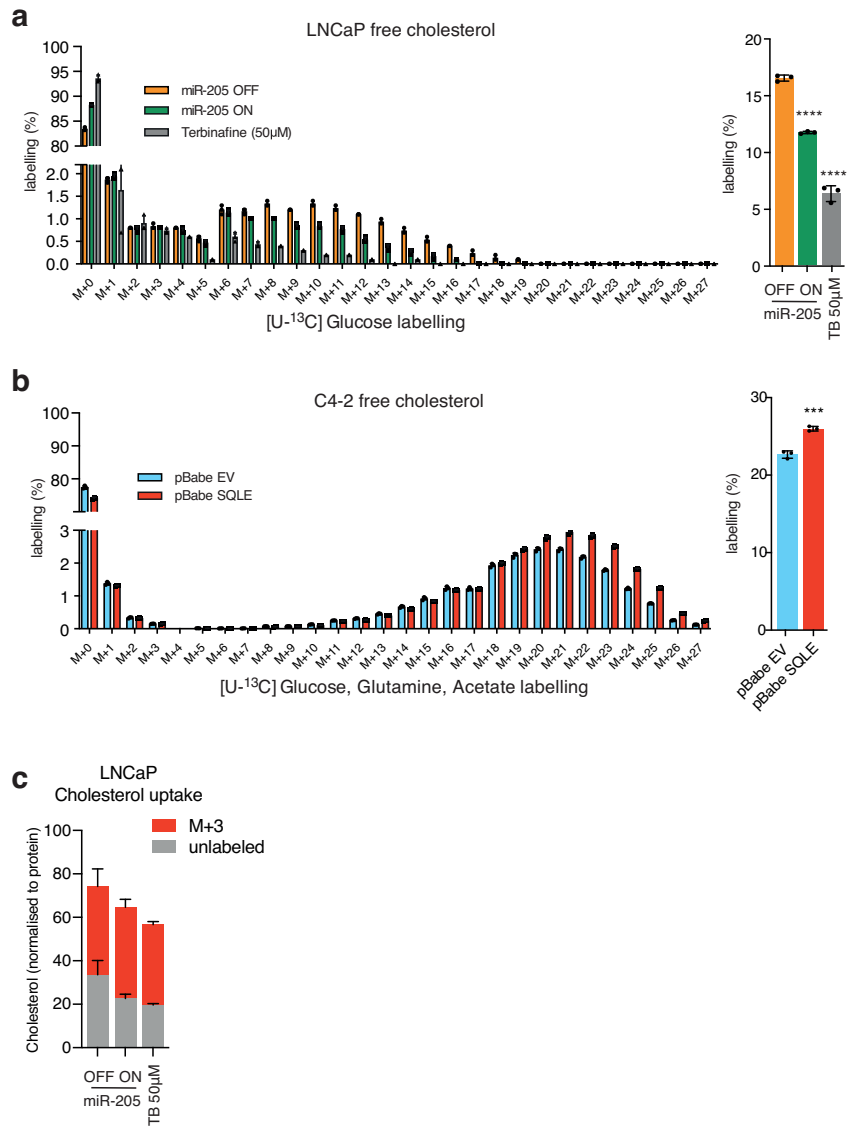 a
LNCaP free cholesterol
labelling (%)
100
95
90
85
80
2.0
1.5
1.0
0.5
0.0
miR-205 OFF
miR-205 ON
Terbinafine (50µM)
M+0 M+1 M+2 M+3 M+4 M+5 M+6 M+7 M+8 M+9 M+10 M+11 M+12 M+13 M+14 M+15 M+16 M+17 M+18 M+19 M+20 M+21 M+22 M+23 M+24 M+25 M+26 M+27
[U-¹³C] Glucose labelling
labelling (%)
20
15
10
5
0
****
****
OFF ON
miR-205
TB 50µM
b
C4-2 free cholesterol
labelling (%)
100
80
60
3
2
1
0
pBabe EV
pBabe SQLE
M+0 M+1 M+2 M+3 M+4 M+5 M+6 M+7 M+8 M+9 M+10 M+11 M+12 M+13 M+14 M+15 M+16 M+17 M+18 M+19 M+20 M+21 M+22 M+23 M+24 M+25 M+26 M+27
[U-¹³C] Glucose, Glutamine, Acetate labelling
labelling (%)
30
20
10
0
***
pBabe EV
pBabe SQLE
c
LNCaP
Cholesterol uptake
M+3
unlabeled
Cholesterol (normalised to protein)
100
80
60
40
20
0
OFF ON
miR-205
TB 50µM